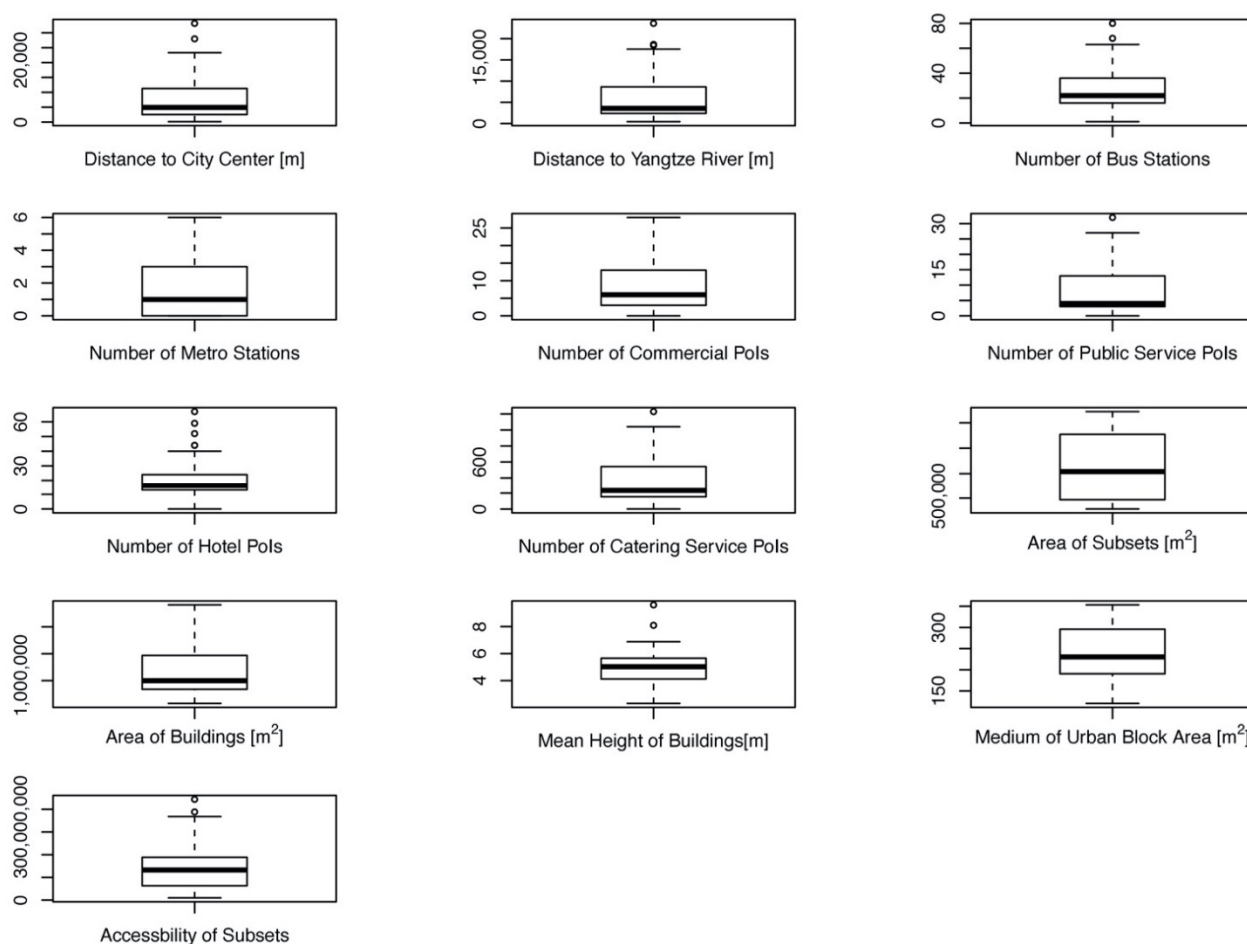 20,000
0
Distance to City Center [m]
15,000
0
Distance to Yangtze River [m]
80
40
0
Number of Bus Stations
6
4
2
0
Number of Metro Stations
25
10
0
Number of Commercial PoIs
30
15
0
Number of Public Service PoIs
60
30
0
Number of Hotel PoIs
600
0
Number of Catering Service PoIs
500,000
Area of Subsets [m²]
1,000,000
Area of Buildings [m²]
8
6
4
Mean Height of Buildings[m]
300
150
Medium of Urban Block Area [m²]
300,000,000
0
Accessbility of Subsets